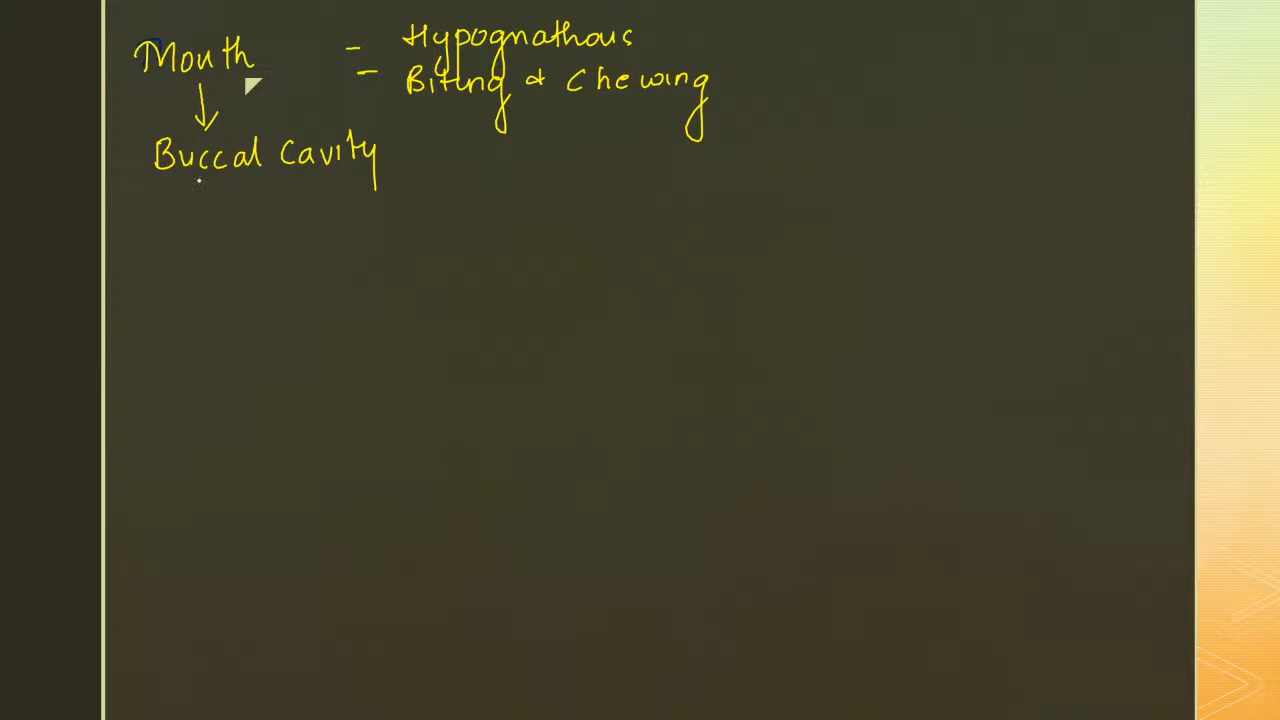 Mouth - Hypognathous
- Biting & Chewing
↓
Buccal Cavity